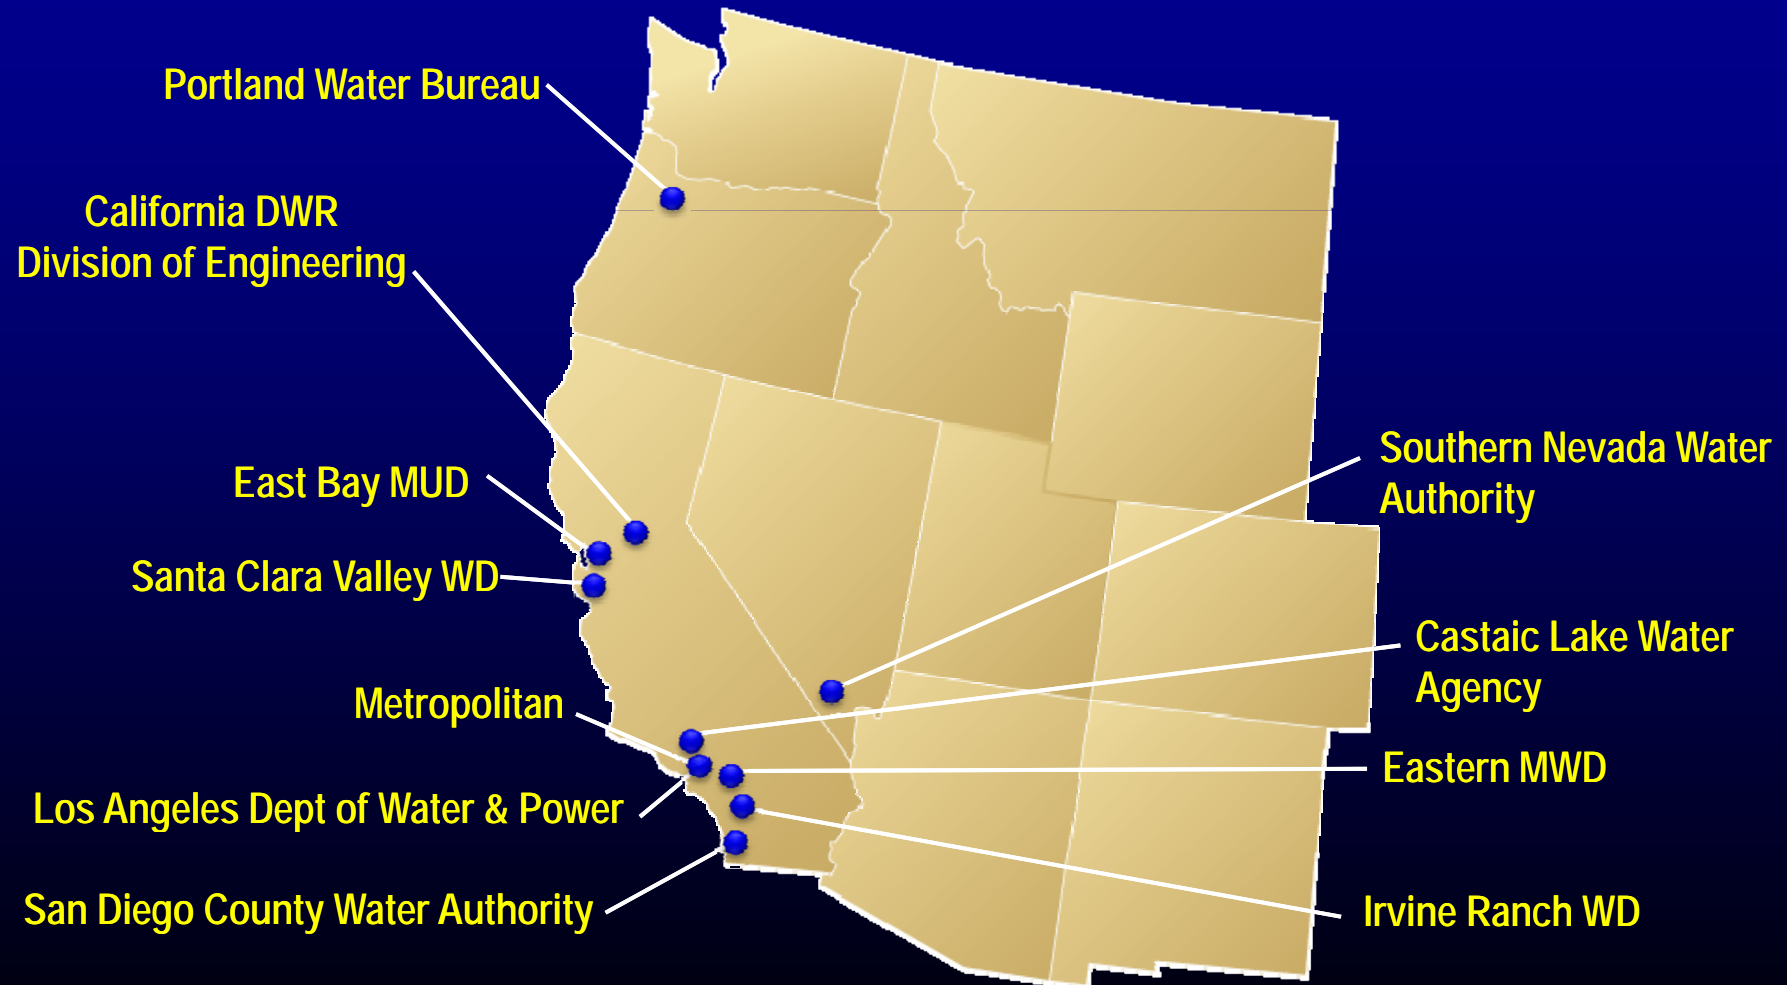 Portland Water Bureau
California DWR
Division of Engineering
East Bay MUD
Santa Clara Valley WD
Metropolitan
Los Angeles Dept of Water & Power
San Diego County Water Authority
Southern Nevada Water
Authority
Castaic Lake Water
Agency
Eastern MWD
Irvine Ranch WD